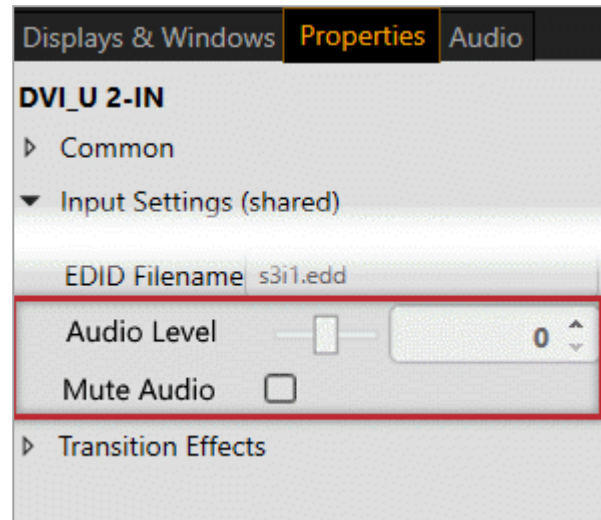 Displays & Windows Properties Audio
DVI_U 2-IN
Common
Input Settings (shared)
EDID Filename s3i1.edd
Audio Level 0
Mute Audio
Transition Effects